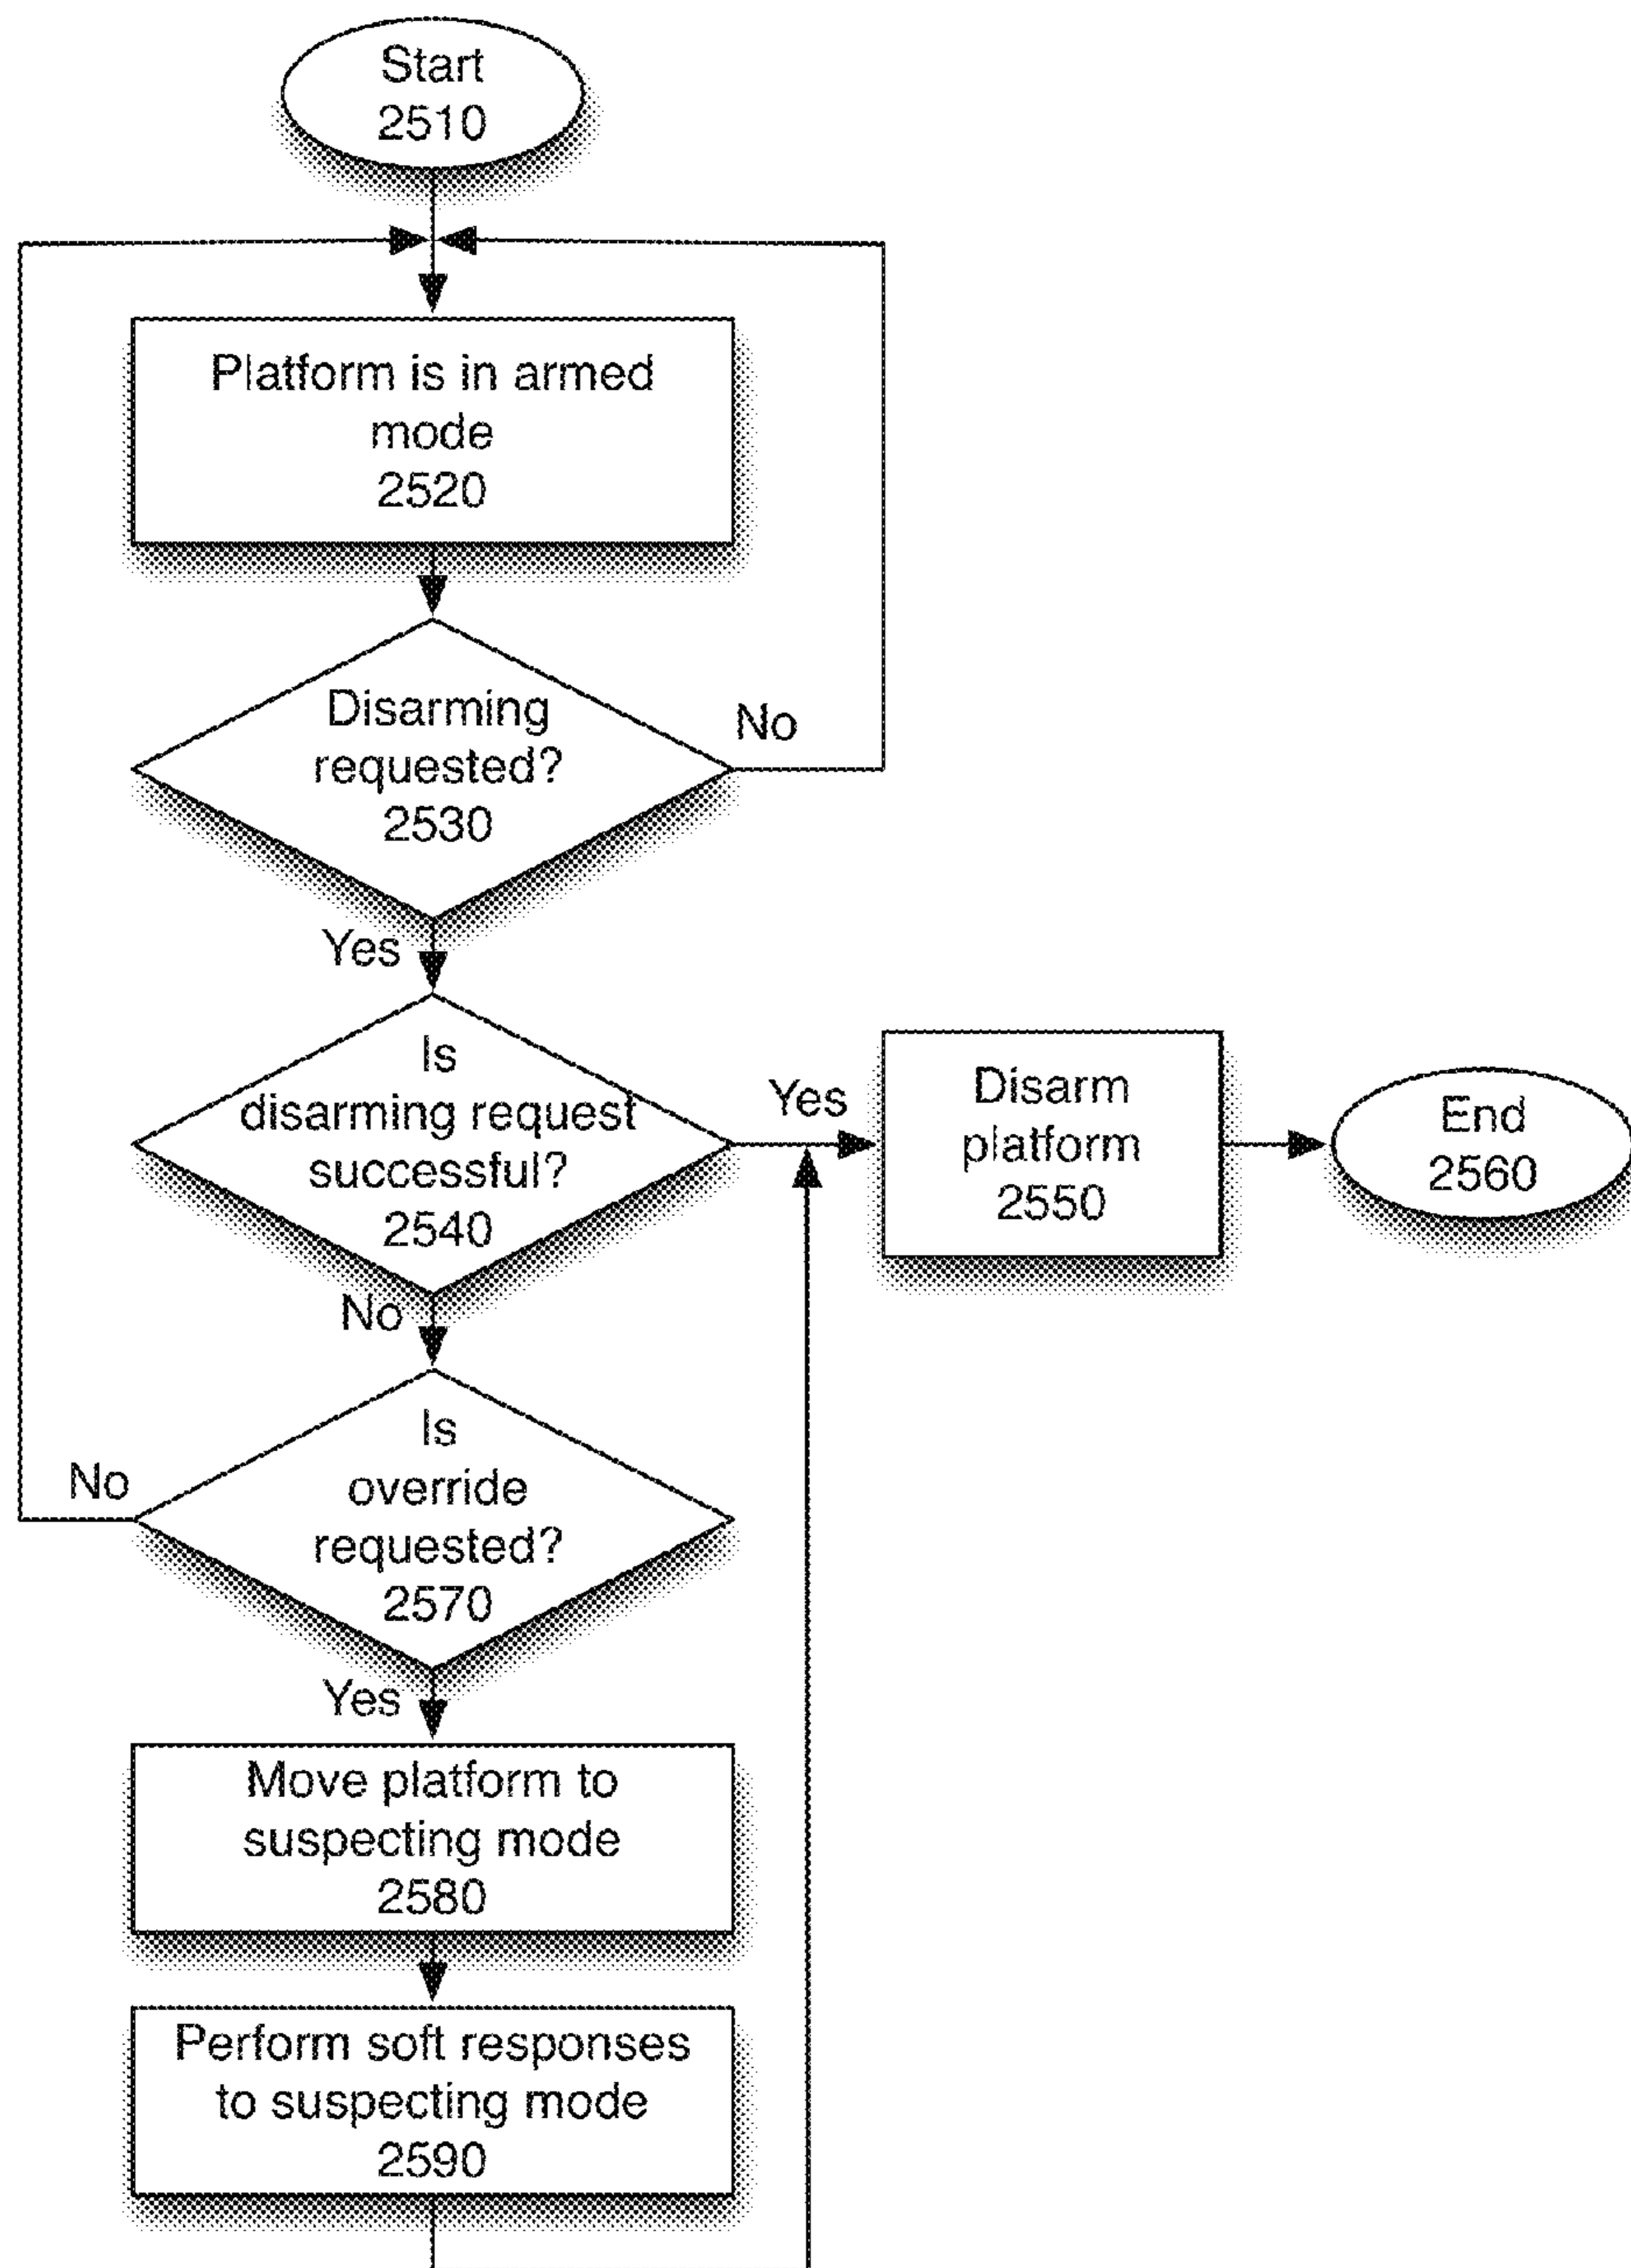 Start
2510
Platform is in armed
mode
2520
Disarming
requested?
2530
No
Yes
Is
disarming request
successful?
2540
Yes
Disarm
platform
2550
End
2560
No
Is
override
requested?
2570
No
Yes
Move platform to
suspecting mode
2580
Perform soft responses
to suspecting mode
2590